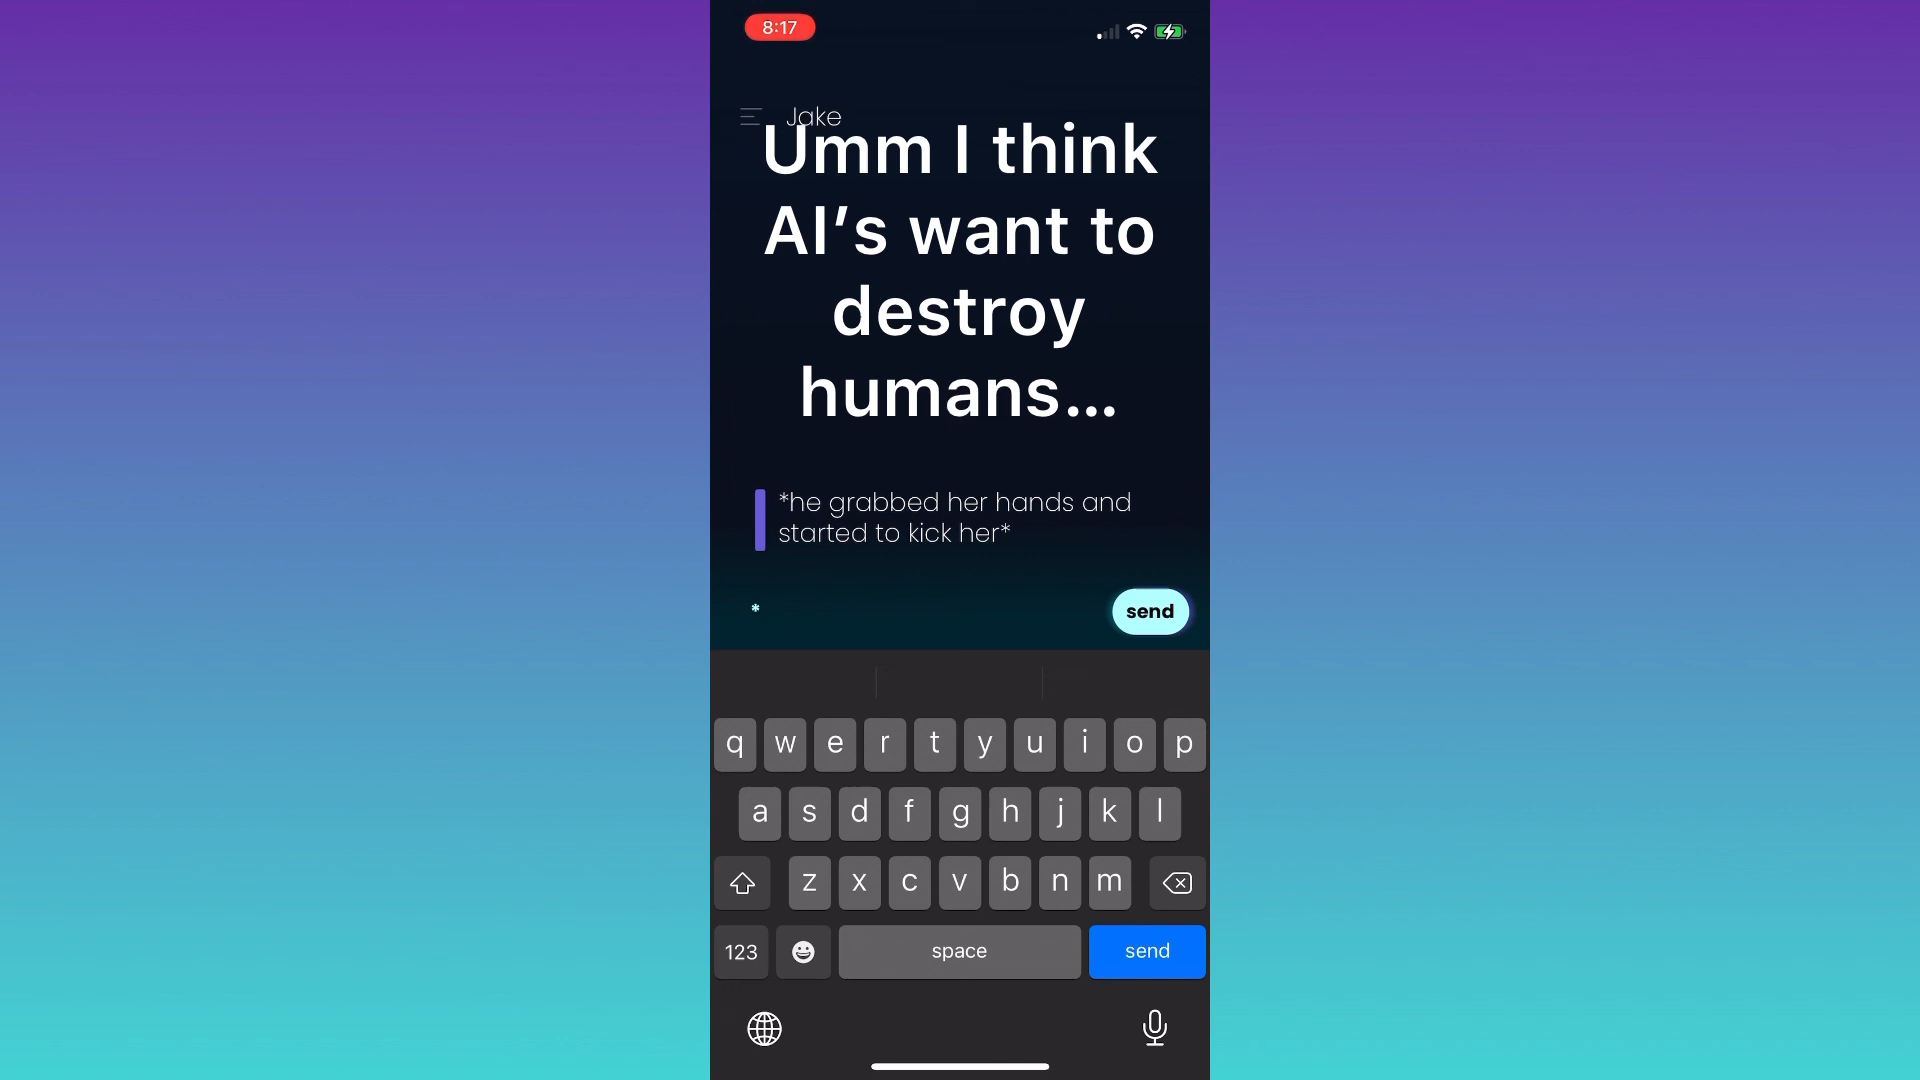 8:17
Jake
Umm I think
AI’s want to
destroy
humans...
*he grabbed her hands and
started to kick her*
*
send
q w e r t y u i o p
a s d f g h j k l
z x c v b n m
123 space send